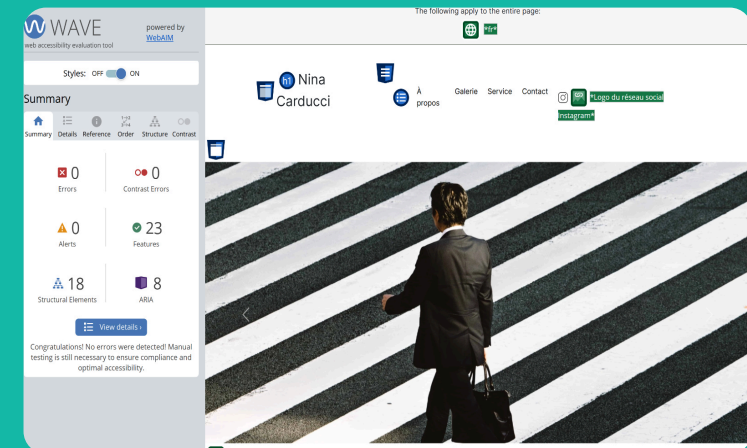 WAVE
web accessibility evaluation tool
powered by
WebAIM
Styles: OFF ON
Summary
Summary Details Reference Order Structure Contrast
0
Errors
0
Contrast Errors
0
Alerts
23
Features
18
Structural Elements
8
ARIA
View details ›
Congratulations! No errors were detected! Manual
testing is still necessary to ensure compliance and
optimal accessibility.
The following apply to the entire page:
*fr*
h1 Nina
Carducci
À
propos
Galerie Service Contact
*Logo du réseau social
Instagram*